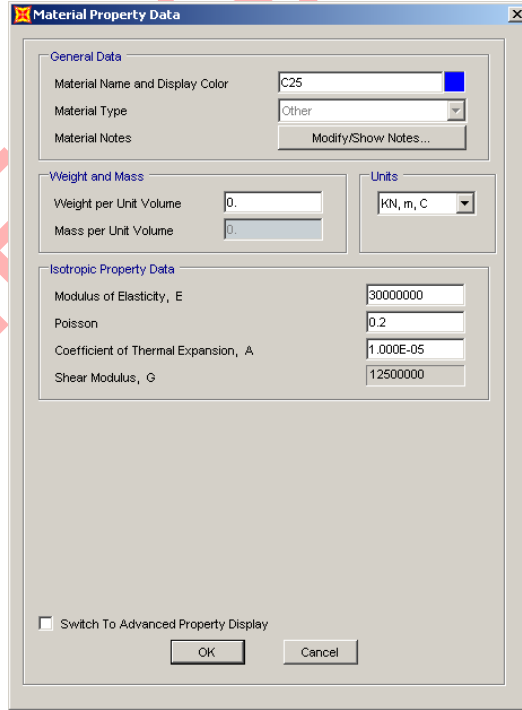 Material Property Data
General Data
Material Name and Display Color C25
Material Type Other
Material Notes Modify/Show Notes...
Weight and Mass
Weight per Unit Volume 0.
Mass per Unit Volume 0.
Units
KN, m, C
Isotropic Property Data
Modulus of Elasticity, E 30000000
Poisson 0.2
Coefficient of Thermal Expansion, A 1.000E-05
Shear Modulus, G 12500000
Switch To Advanced Property Display
OK Cancel